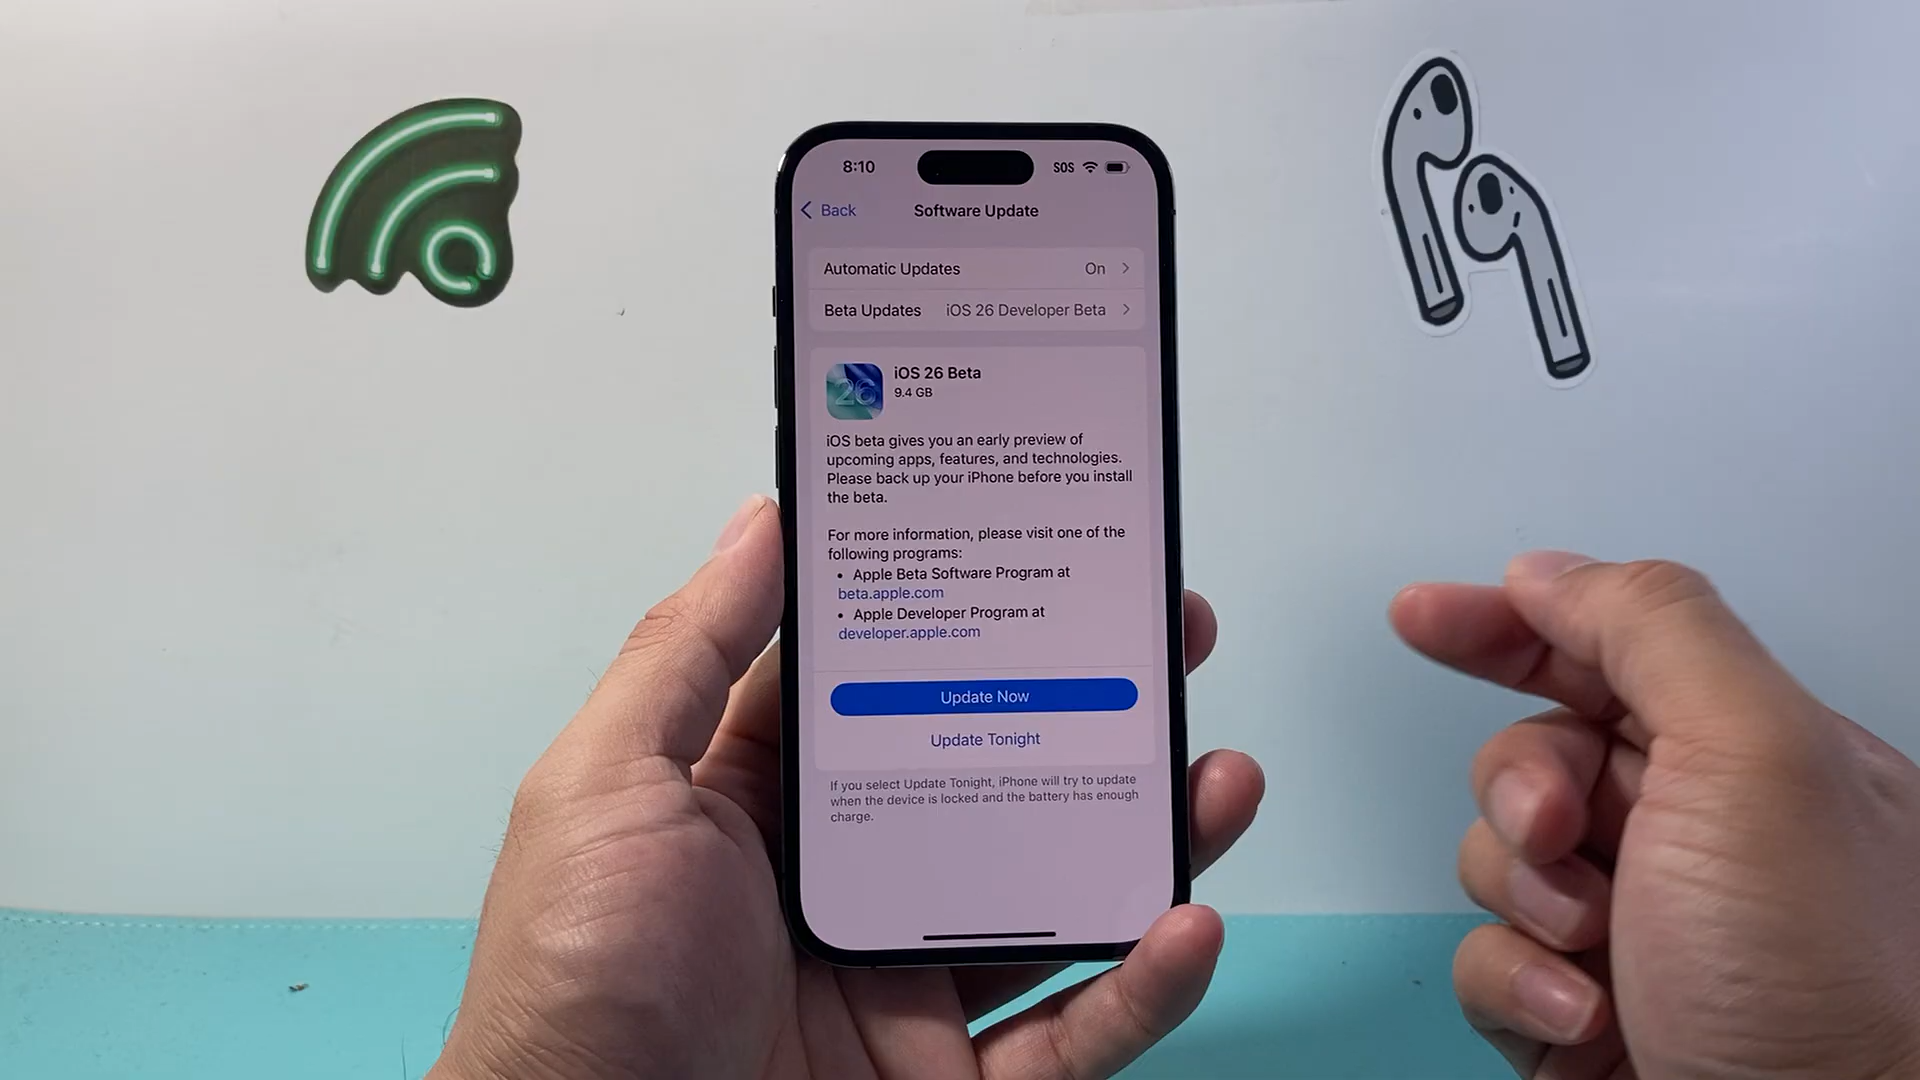 8:10 SOS
Back Software Update
Automatic Updates On
Beta Updates iOS 26 Developer Beta
26
iOS 26 Beta
9.4 GB
iOS beta gives you an early preview of
upcoming apps, features, and technologies.
Please back up your iPhone before you install
the beta.
For more information, please visit one of the
following programs:
• Apple Beta Software Program at
beta.apple.com
• Apple Developer Program at
developer.apple.com
Update Now
Update Tonight
If you select Update Tonight, iPhone will try to update
when the device is locked and the battery has enough
charge.